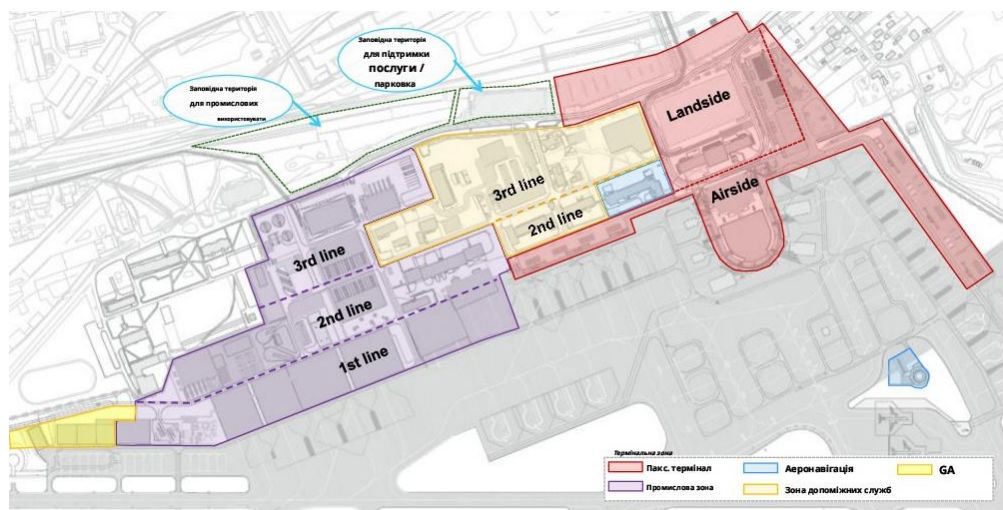 Заповідна територія
для підтримки
послуги /
парковка
Заповідна територія
для промислових
використовувати
Landside
Airside
3rd line
2nd line
3rd line
2nd line
1st line
Термінальна зона
Пакс. термінал
Аеронавігація
GA
Промислова зона
Зона допоміжних служб